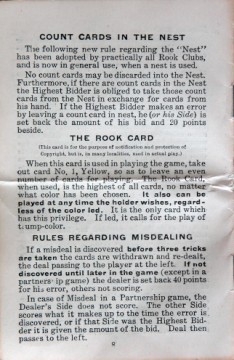 COUNT CARDS IN THE NEST
The following new rule regarding the "Nest"
has been adopted by practically all Rook Clubs,
and is now in general use, when a nest is used.
No count cards may be discarded into the Nest.
Furthermore, if there are count cards in the Nest
the Highest Bidder is obliged to take those count
cards from the Nest in exchange for cards from
his hand. If the Highest Bidder makes an error
by leaving a count card in nest, he (or his Side) is
set back the amount of his bid and 20 points
beside.
THE ROOK CARD
(This card is for the purpose of notification and protection of
Copyright, but is, in many localities, used in actual play.)
When this card is used in playing the game, take
out card No. 1, Yellow, so as to leave an even
number of cards for playing. The Rook Card,
when used, is the highest of all cards, no matter
what color has been chosen. It also can be
played at any time the holder wishes, regard-
less of the color led. It is the only card which
has this privilege. If led, it calls for the play of
trump-color.
RULES REGARDING MISDEALING
If a misdeal is discovered before three tricks
are taken the cards are withdrawn and re-dealt,
the deal passing to the player at the left. If not
discovered until later in the game (except in a
partnership game) the dealer is set back 40 points
for his error, others not scoring.
In case of Misdeal in a Partnership game, the
Dealer's Side does not score. The other Side
scores what it makes up to the time the error is
discovered, or if that Side was the Highest Bid-
der it is given the amount of the bid. Deal then
passes to the left.
9